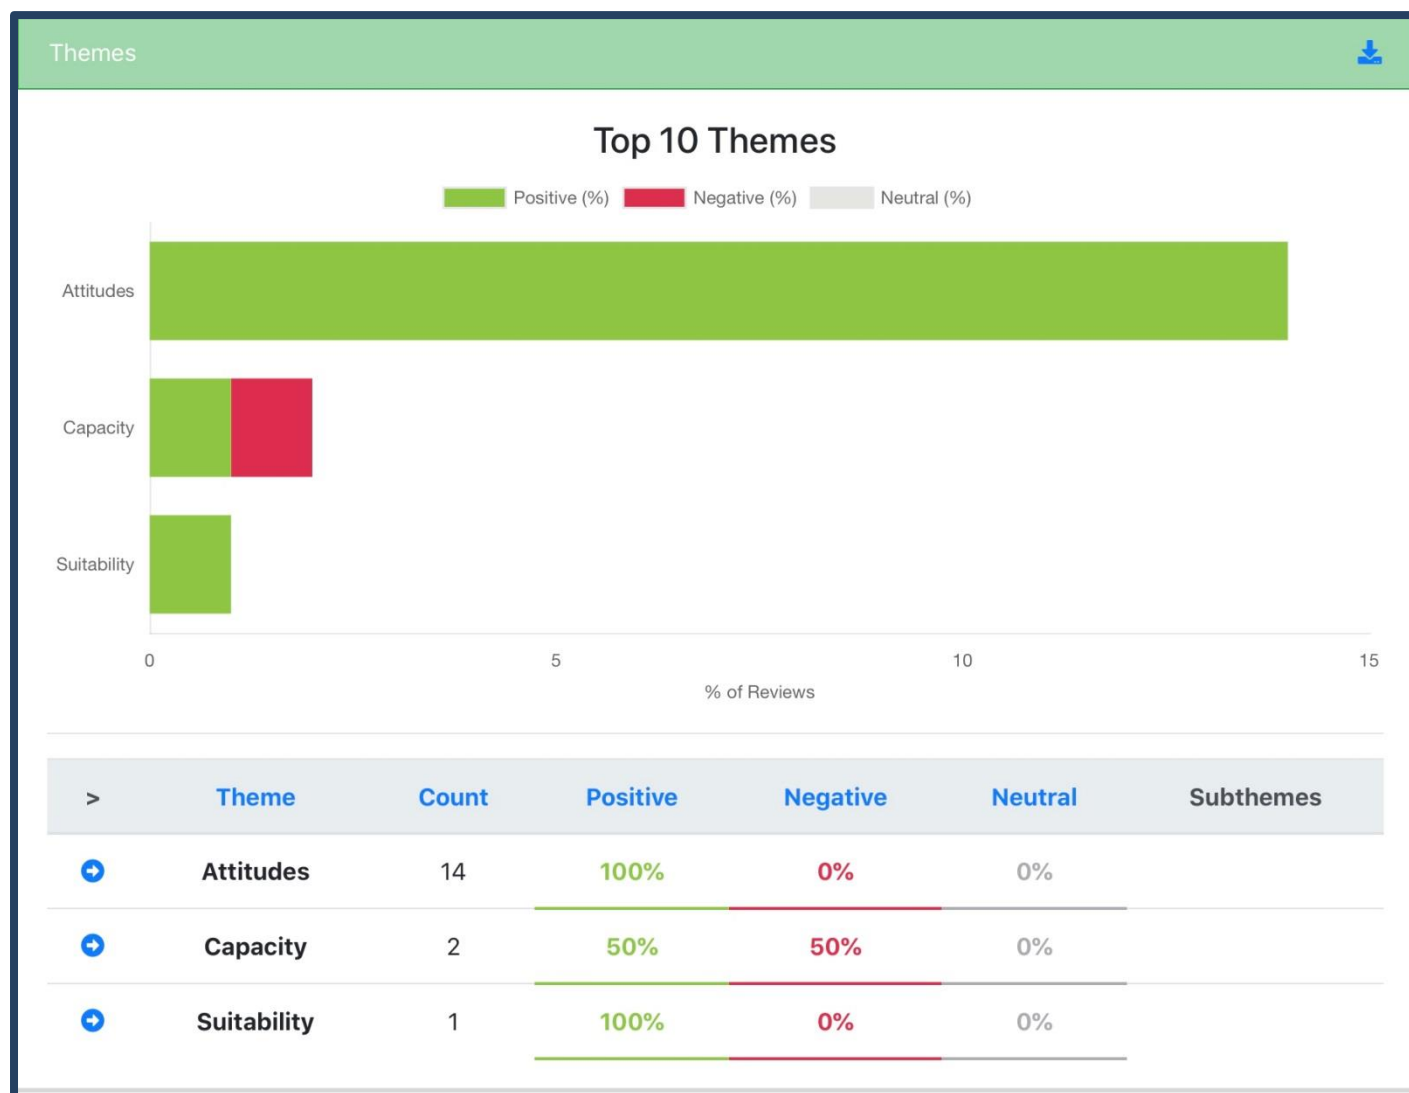 Themes
Top 10 Themes
Positive (%) Negative (%) Neutral (%)
Attitudes
Capacity
Suitability
0 5 10 15
% of Reviews
> Theme Count Positive Negative Neutral Subthemes
Attitudes 14 100% 0% 0%
Capacity 2 50% 50% 0%
Suitability 1 100% 0% 0%